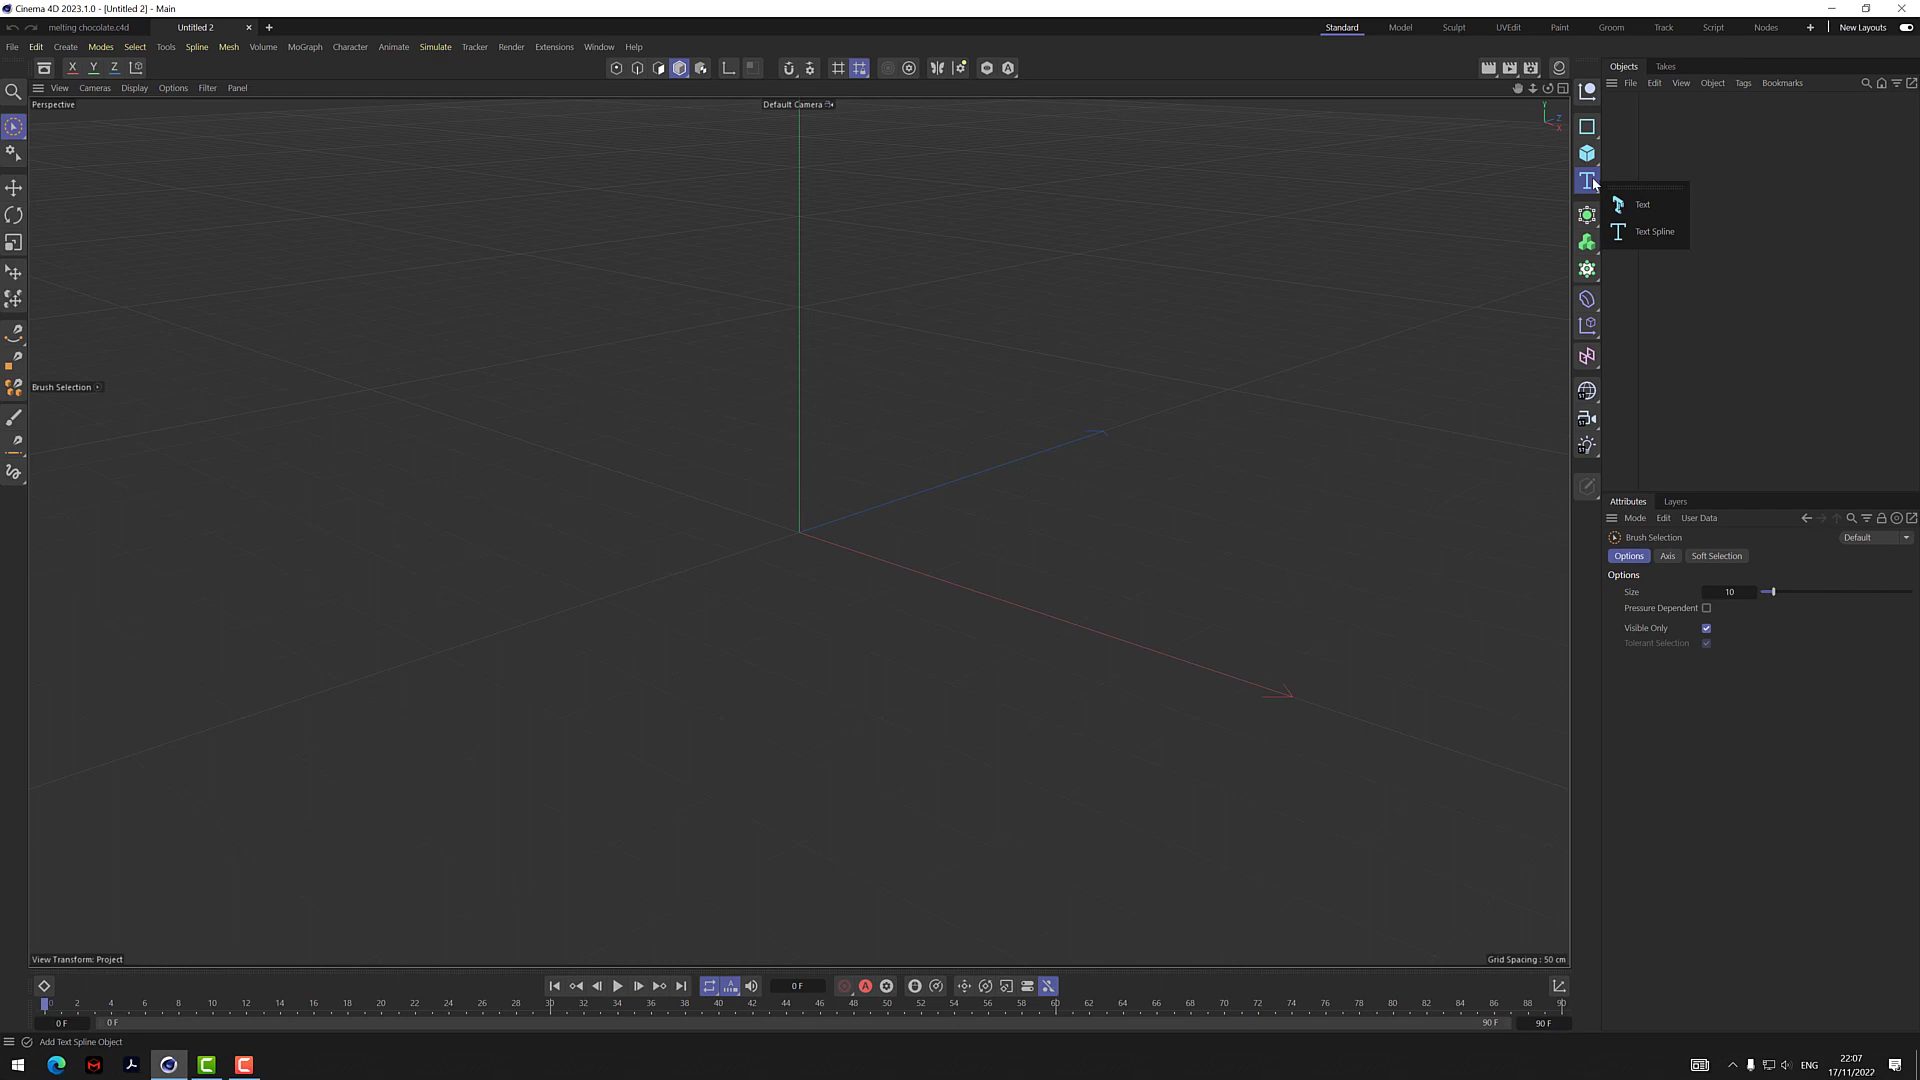 Cinema 4D 2023.1.0 - [Untitled 2] - Main
melting chocolate.c4d
Untitled 2
Standard
Model
Sculpt
UVEdit
Paint
Groom
Track
Script
Nodes
New Layouts
File Edit Create Modes Select Tools Spline Mesh Volume MoGraph Character Animate Simulate Tracker Render Extensions Window Help
Objects Takes
X Y Z
View Cameras Display Options Filter Panel
File Edit View Object Tags Bookmarks
Perspective
Default Camera
Y
Z
X
Text
Text Spline
Brush Selection
Attributes Layers
Mode Edit User Data
Brush Selection
Default
Options Axis Soft Selection
Options
Size 10
Pressure Dependent
Visible Only
Tolerant Selection
View Transform: Project
Grid Spacing : 50 cm
0 F
0 2 4 6 8 10 12 14 16 18 20 22 24 26 28 30 32 34 36 38 40 42 44 46 48 50 52 54 56 58 60 62 64 66 68 70 72 74 76 78 80 82 84 86 88 90
0 F
0 F
90 F
90 F
Add Text Spline Object
ENG
22:07
17/11/2022